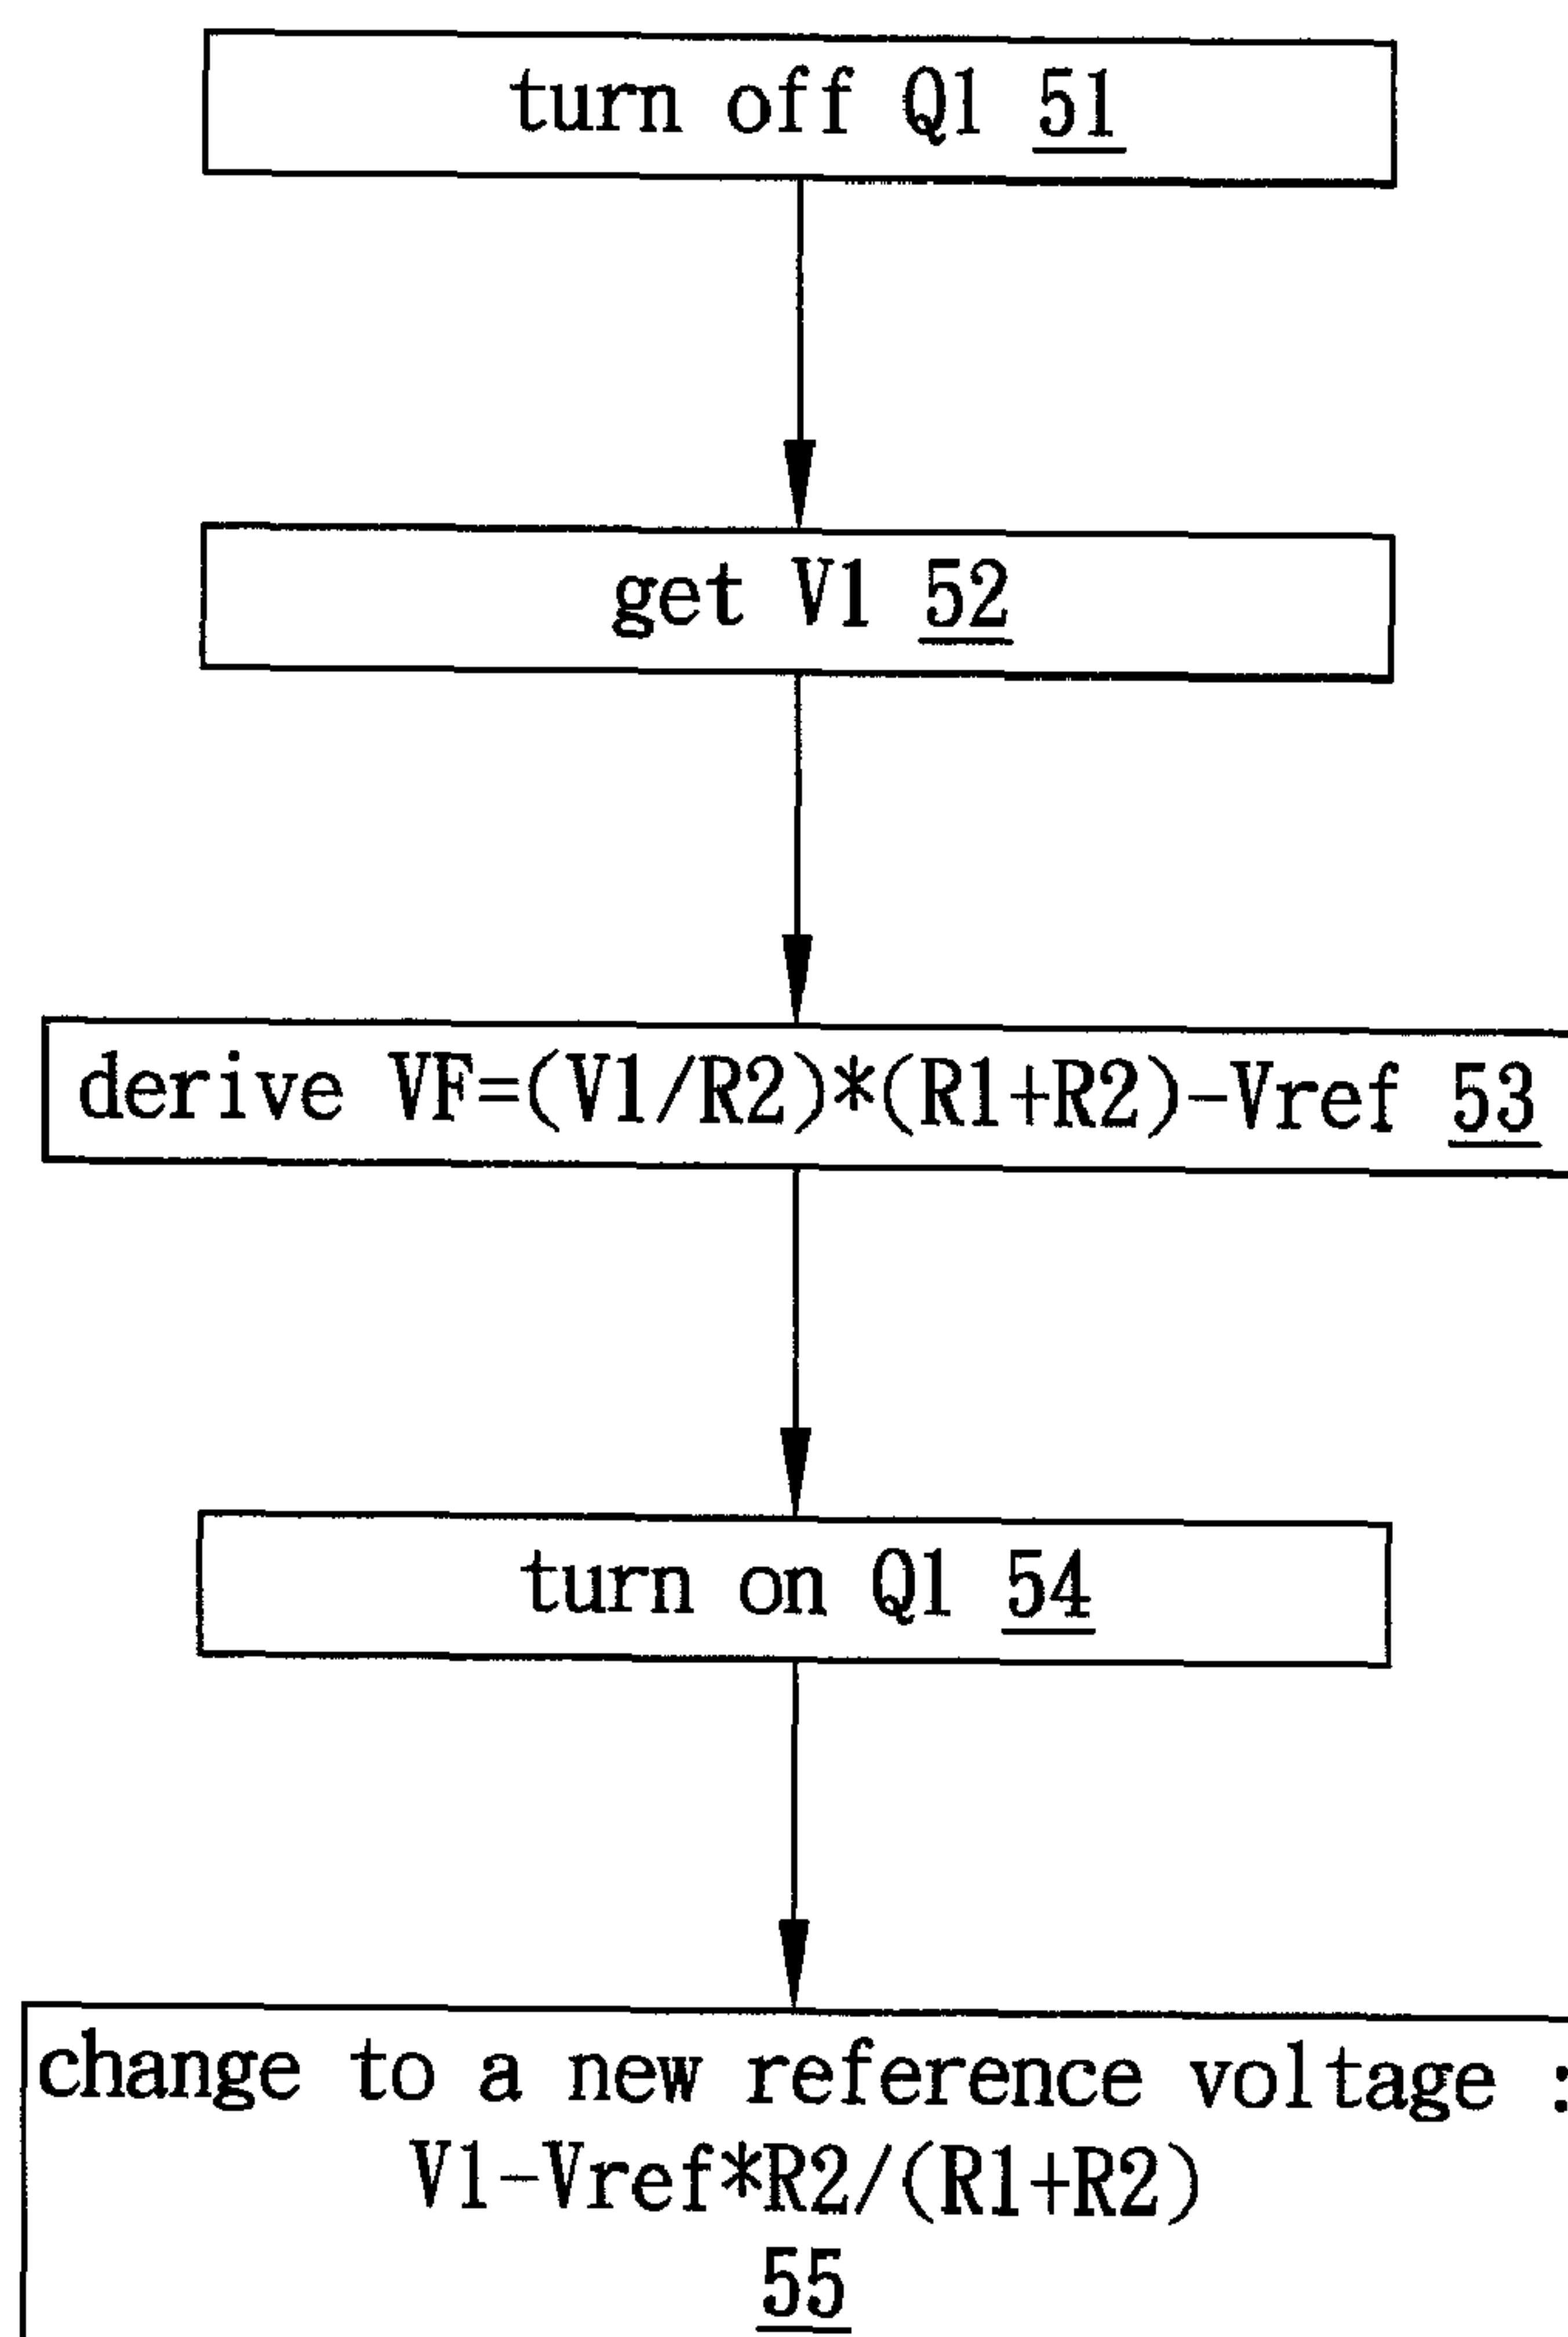 turn off Q1 51
get V1 52
derive VF=(V1/R2)*(R1+R2)-Vref 53
turn on Q1 54
change to a new reference voltage :
V1-Vref*R2/(R1+R2)
55